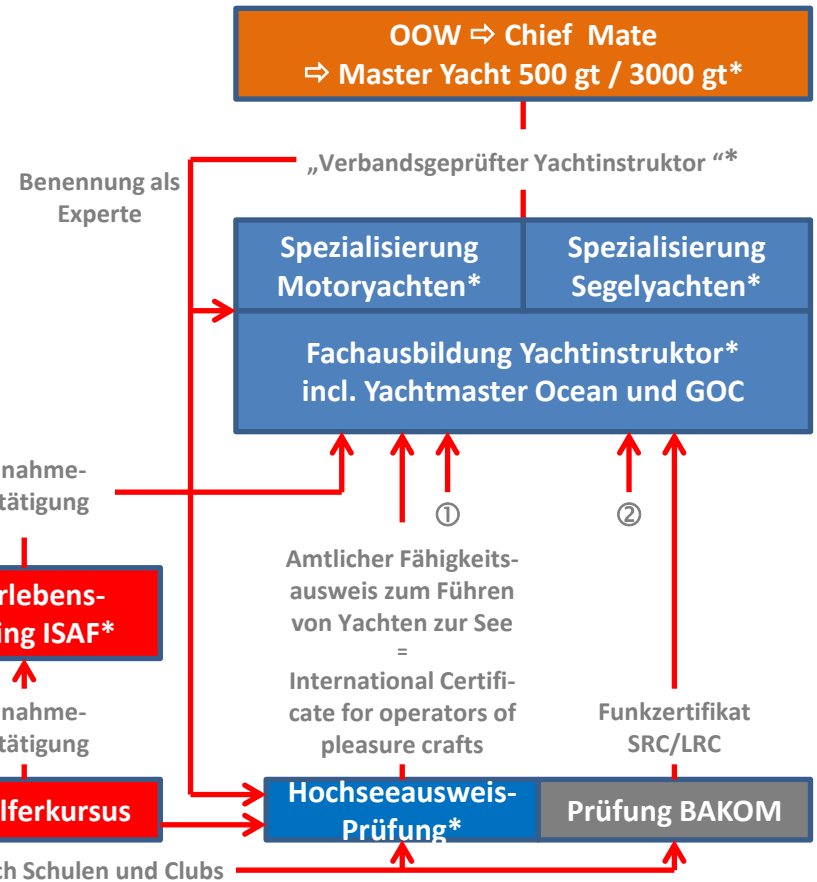 OOW ⇨ Chief Mate
⇨ Master Yacht 500 gt / 3000 gt*
„Verbandsgeprüfter Yachtinstruktor “*
Benennung als
Experte
Spezialisierung
Motoryachten*
Spezialisierung
Segelyachten*
Fachausbildung Yachtinstruktor*
incl. Yachtmaster Ocean und GOC
nahme-
tätigung
①
②
Amtlicher Fähigkeits-
ausweis zum Führen
von Yachten zur See
=
International Certifi-
cate for operators of
pleasure crafts
rlebens-
ing ISAF*
nahme-
tätigung
Funkzertifikat
SRC/LRC
lferkursus
Hochseeausweis-
Prüfung*
Prüfung BAKOM
ch Schulen und Clubs